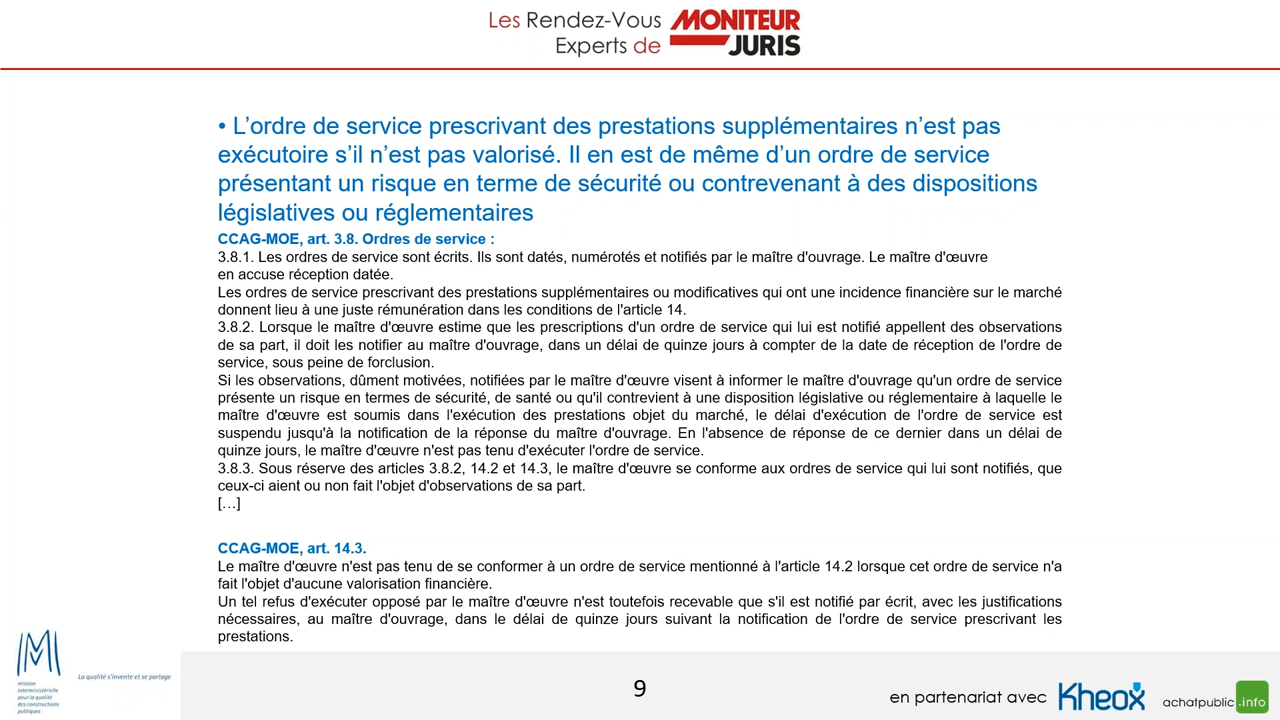 Les Rendez-Vous
Experts de
MONITEUR
JURIS
• L’ordre de service prescrivant des prestations supplémentaires n’est pas
exécutoire s’il n’est pas valorisé. Il en est de même d’un ordre de service
présentant un risque en terme de sécurité ou contrevenant à des dispositions
législatives ou réglementaires
CCAG-MOE, art. 3.8. Ordres de service :
3.8.1. Les ordres de service sont écrits. Ils sont datés, numérotés et notifiés par le maître d'ouvrage. Le maître d'œuvre
en accuse réception datée.
Les ordres de service prescrivant des prestations supplémentaires ou modificatives qui ont une incidence financière sur le marché
donnent lieu à une juste rémunération dans les conditions de l'article 14.
3.8.2. Lorsque le maître d'œuvre estime que les prescriptions d'un ordre de service qui lui est notifié appellent des observations
de sa part, il doit les notifier au maître d'ouvrage, dans un délai de quinze jours à compter de la date de réception de l'ordre de
service, sous peine de forclusion.
Si les observations, dûment motivées, notifiées par le maître d'œuvre visent à informer le maître d'ouvrage qu'un ordre de service
présente un risque en termes de sécurité, de santé ou qu'il contrevient à une disposition législative ou réglementaire à laquelle le
maître d'œuvre est soumis dans l'exécution des prestations objet du marché, le délai d'exécution de l'ordre de service est
suspendu jusqu'à la notification de la réponse du maître d'ouvrage. En l'absence de réponse de ce dernier dans un délai de
quinze jours, le maître d'œuvre n'est pas tenu d'exécuter l'ordre de service.
3.8.3. Sous réserve des articles 3.8.2, 14.2 et 14.3, le maître d'œuvre se conforme aux ordres de service qui lui sont notifiés, que
ceux-ci aient ou non fait l'objet d'observations de sa part.
[…]
CCAG-MOE, art. 14.3.
Le maître d'œuvre n'est pas tenu de se conformer à un ordre de service mentionné à l'article 14.2 lorsque cet ordre de service n'a
fait l'objet d'aucune valorisation financière.
Un tel refus d'exécuter opposé par le maître d'œuvre n'est toutefois recevable que s'il est notifié par écrit, avec les justifications
nécessaires, au maître d'ouvrage, dans le délai de quinze jours suivant la notification de l'ordre de service prescrivant les
prestations.
La qualité s'invente et se partage
mission
interministérielle
pour la qualité
des constructions
publiques
9
en partenariat avec
Kheox
achatpublic.info